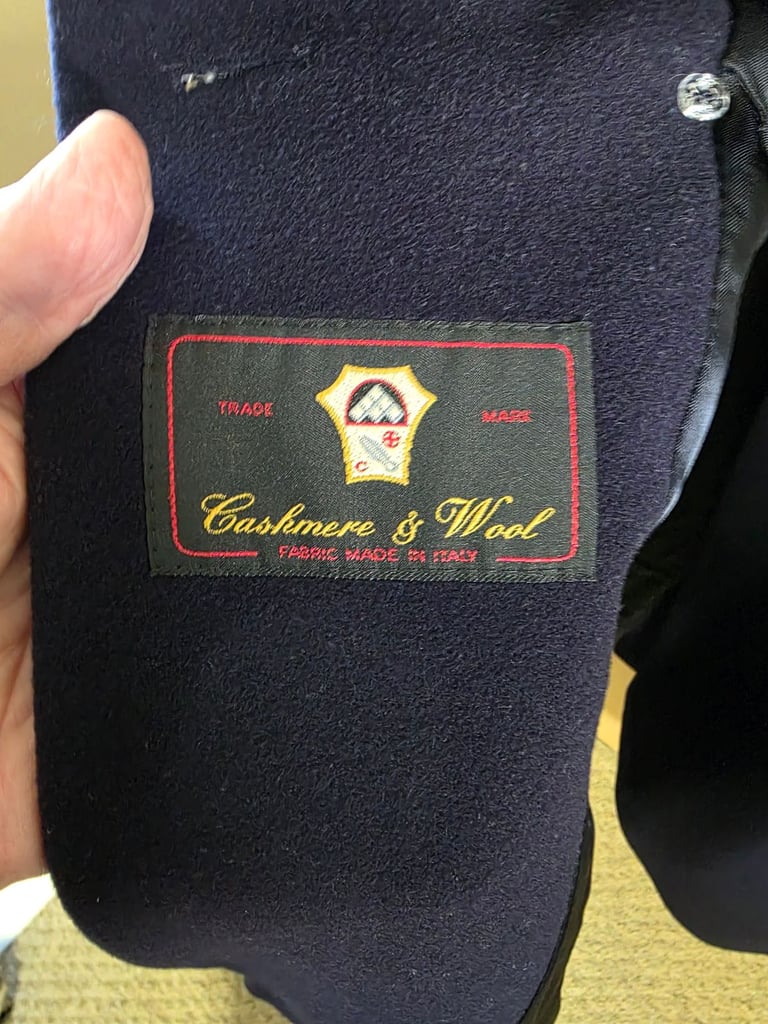 TRADE MARK
C
Cashmere & Wool
FABRIC MADE IN ITALY